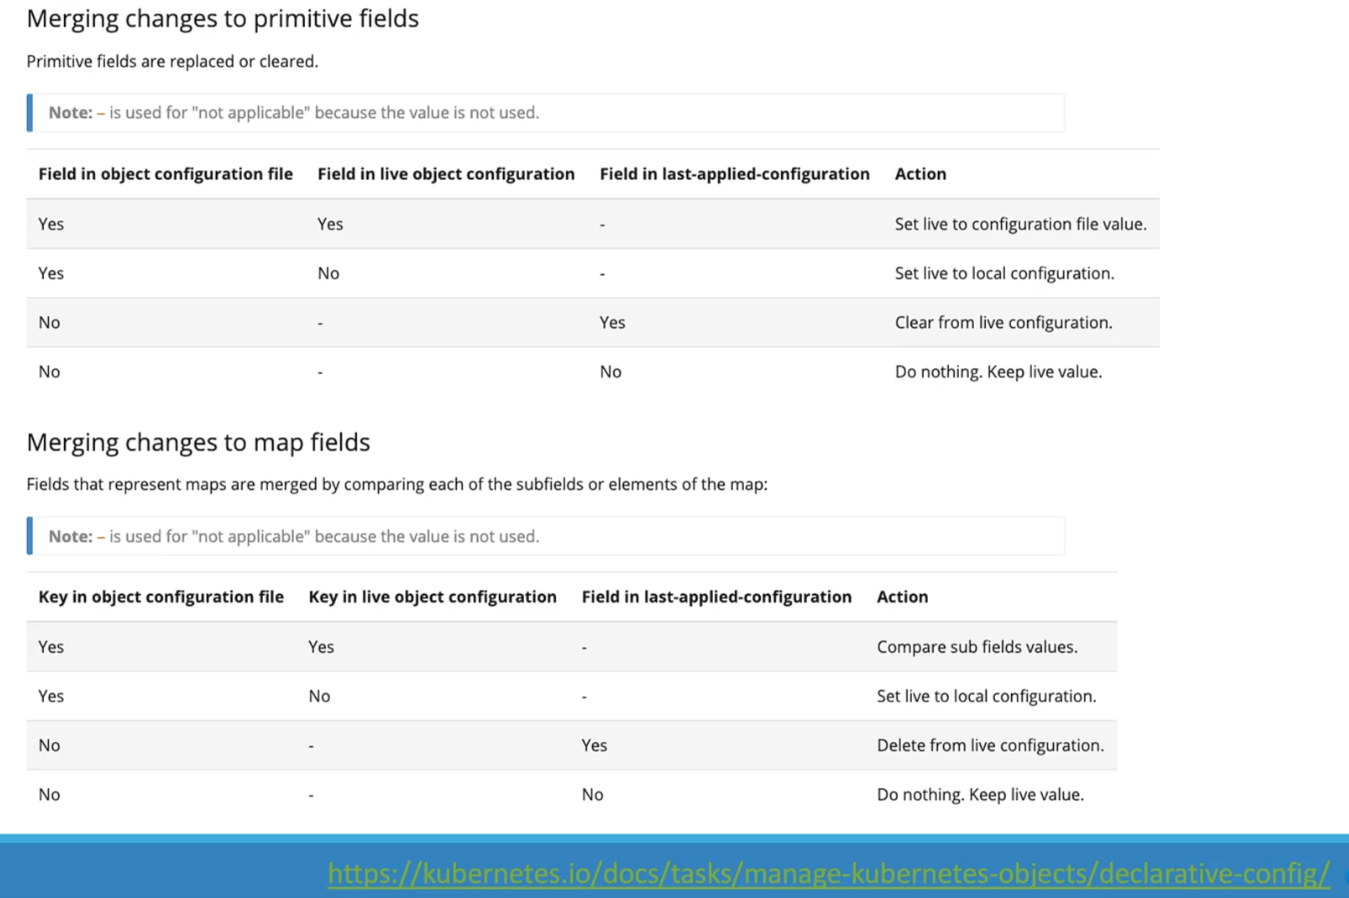 Merging changes to primitive fields
Primitive fields are replaced or cleared.
Note: – is used for "not applicable" because the value is not used.
Field in object configuration file Field in live object configuration Field in last-applied-configuration Action
Yes Yes - Set live to configuration file value.
Yes No - Set live to local configuration.
No - Yes Clear from live configuration.
No - No Do nothing. Keep live value.
Merging changes to map fields
Fields that represent maps are merged by comparing each of the subfields or elements of the map:
Note: – is used for "not applicable" because the value is not used.
Key in object configuration file Key in live object configuration Field in last-applied-configuration Action
Yes Yes - Compare sub fields values.
Yes No - Set live to local configuration.
No - Yes Delete from live configuration.
No - No Do nothing. Keep live value.
https://kubernetes.io/docs/tasks/manage-kubernetes-objects/declarative-config/